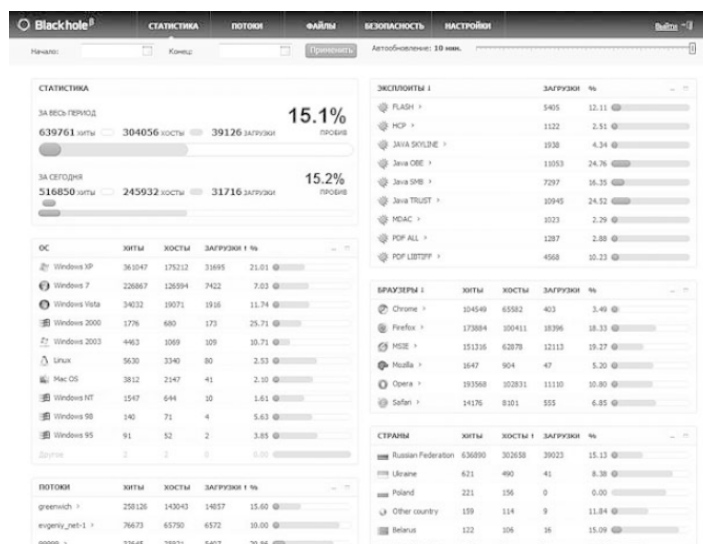 Blackhole β
СТАТИСТИКА ПОТОКИ ФАЙЛЫ БЕЗОПАСНОСТЬ НАСТРОЙКИ
Выйти
Начало: Конец: Применить Автообновление: 10 мин.
СТАТИСТИКА
ЗА ВЕСЬ ПЕРИОД 15.1%
639761 хиты 304056 хосты 39126 загрузки ПРОБИВ
ЗА СЕГОДНЯ 15.2%
516850 хиты 245932 хосты 31716 загрузки ПРОБИВ
ОС ХИТЫ ХОСТЫ ЗАГРУЗКИ ↑ %
Windows XP 361047 175212 31695 21.01
Windows 7 226867 126594 7422 7.03
Windows Vista 34032 19071 1916 11.74
Windows 2000 1776 680 173 25.71
Windows 2003 4463 1069 109 10.71
Linux 5630 3340 80 2.53
Mac OS 3812 2147 41 2.10
Windows NT 1547 644 10 1.61
Windows 98 140 71 4 5.63
Windows 95 91 52 2 3.85
Другое 2 2 0 0.00
ПОТОКИ ХИТЫ ХОСТЫ ЗАГРУЗКИ ↑ %
greenwich > 258126 143043 14857 15.60
evgeniy_net-1 > 76673 65750 6572 10.00
ЭКСПЛОИТЫ ↓ ЗАГРУЗКИ %
FLASH > 5405 12.11
HCP > 1122 2.51
JAVA SKYLINE > 1938 4.34
Java OBE > 11053 24.76
Java SMB > 7297 16.35
Java TRUST > 10945 24.52
MDAC > 1023 2.29
PDF ALL > 1287 2.88
PDF LIBTIFF > 4568 10.23
БРАУЗЕРЫ ↓ ХИТЫ ХОСТЫ ЗАГРУЗКИ %
Chrome > 104549 65582 403 3.49
Firefox > 173884 100411 18396 18.33
MSIE > 151316 62878 12113 19.27
Mozilla > 1647 904 47 5.20
Opera > 193568 102831 11110 10.80
Safari > 14176 8101 555 6.85
СТРАНЫ ХИТЫ ХОСТЫ ↑ ЗАГРУЗКИ %
Russian Federation 636890 302658 39023 15.13
Ukraine 621 490 41 8.38
Poland 221 156 0 0.00
Other country 159 114 9 11.84
Belarus 122 106 16 15.09